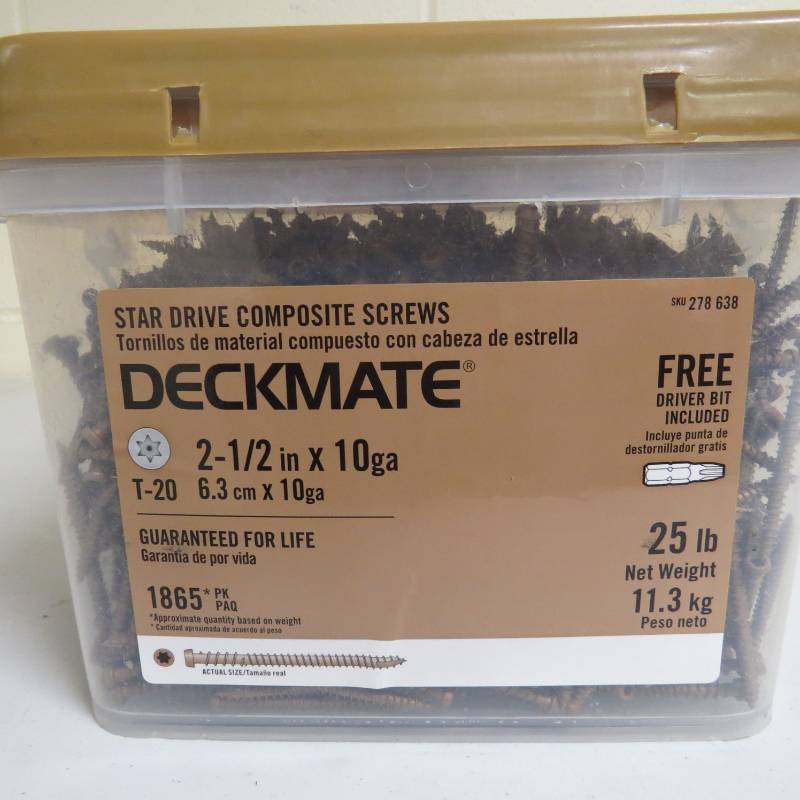 STAR DRIVE COMPOSITE SCREWS
Tornillos de material compuesto con cabeza de estrella
SKU 278 638
DECKMATE®
FREE
DRIVER BIT
INCLUDED
Incluye punta de
destornillador gratis
2-1/2 in x 10ga
T-20 6.3 cm x 10ga
GUARANTEED FOR LIFE
Garantía de por vida
25 lb
Net Weight
11.3 kg
Peso neto
1865* PK
PAQ
*Approximate quantity based on weight
* Cantidad aproximada de acuerdo al peso
ACTUAL SIZE/Tamaño real